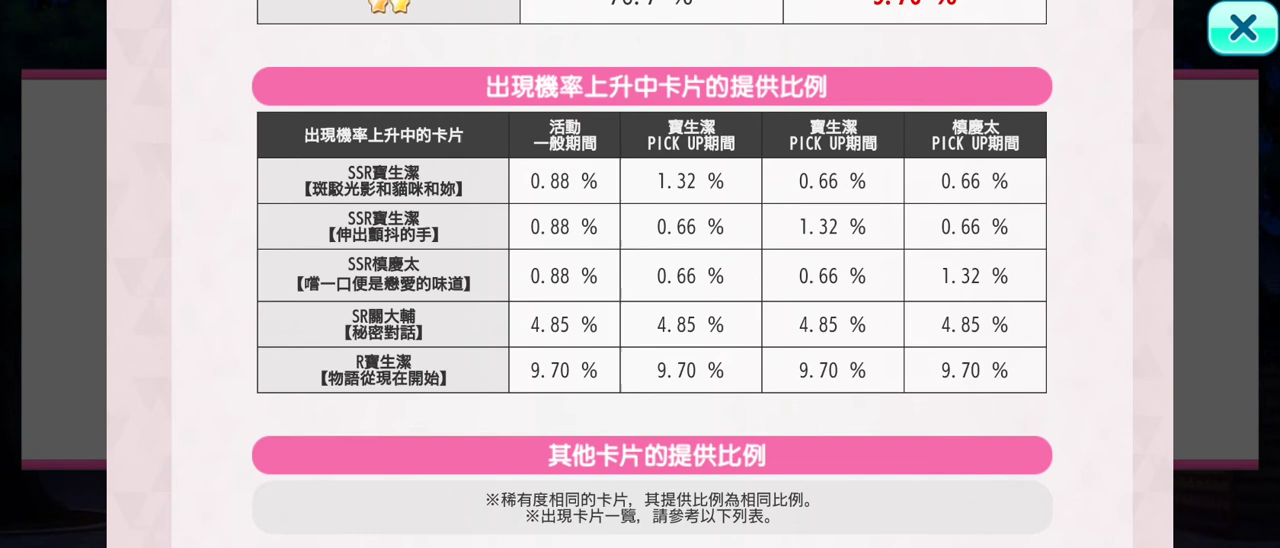 出現機率上升中卡片的提供比例
出現機率上升中的卡片
活動
一般期間
寶生潔
PICK UP期間
寶生潔
PICK UP期間
槙慶太
PICK UP期間
SSR寶生潔
【斑駁光影和貓咪和妳】
0.88 %
1.32 %
0.66 %
0.66 %
SSR寶生潔
【伸出顫抖的手】
0.88 %
0.66 %
1.32 %
0.66 %
SSR槙慶太
【嚐一口便是戀愛的味道】
0.88 %
0.66 %
0.66 %
1.32 %
SR關大輔
【秘密對話】
4.85 %
4.85 %
4.85 %
4.85 %
R寶生潔
【物語從現在開始】
9.70 %
9.70 %
9.70 %
9.70 %
其他卡片的提供比例
※稀有度相同的卡片，其提供比例為相同比例。
※出現卡片一覽，請參考以下列表。